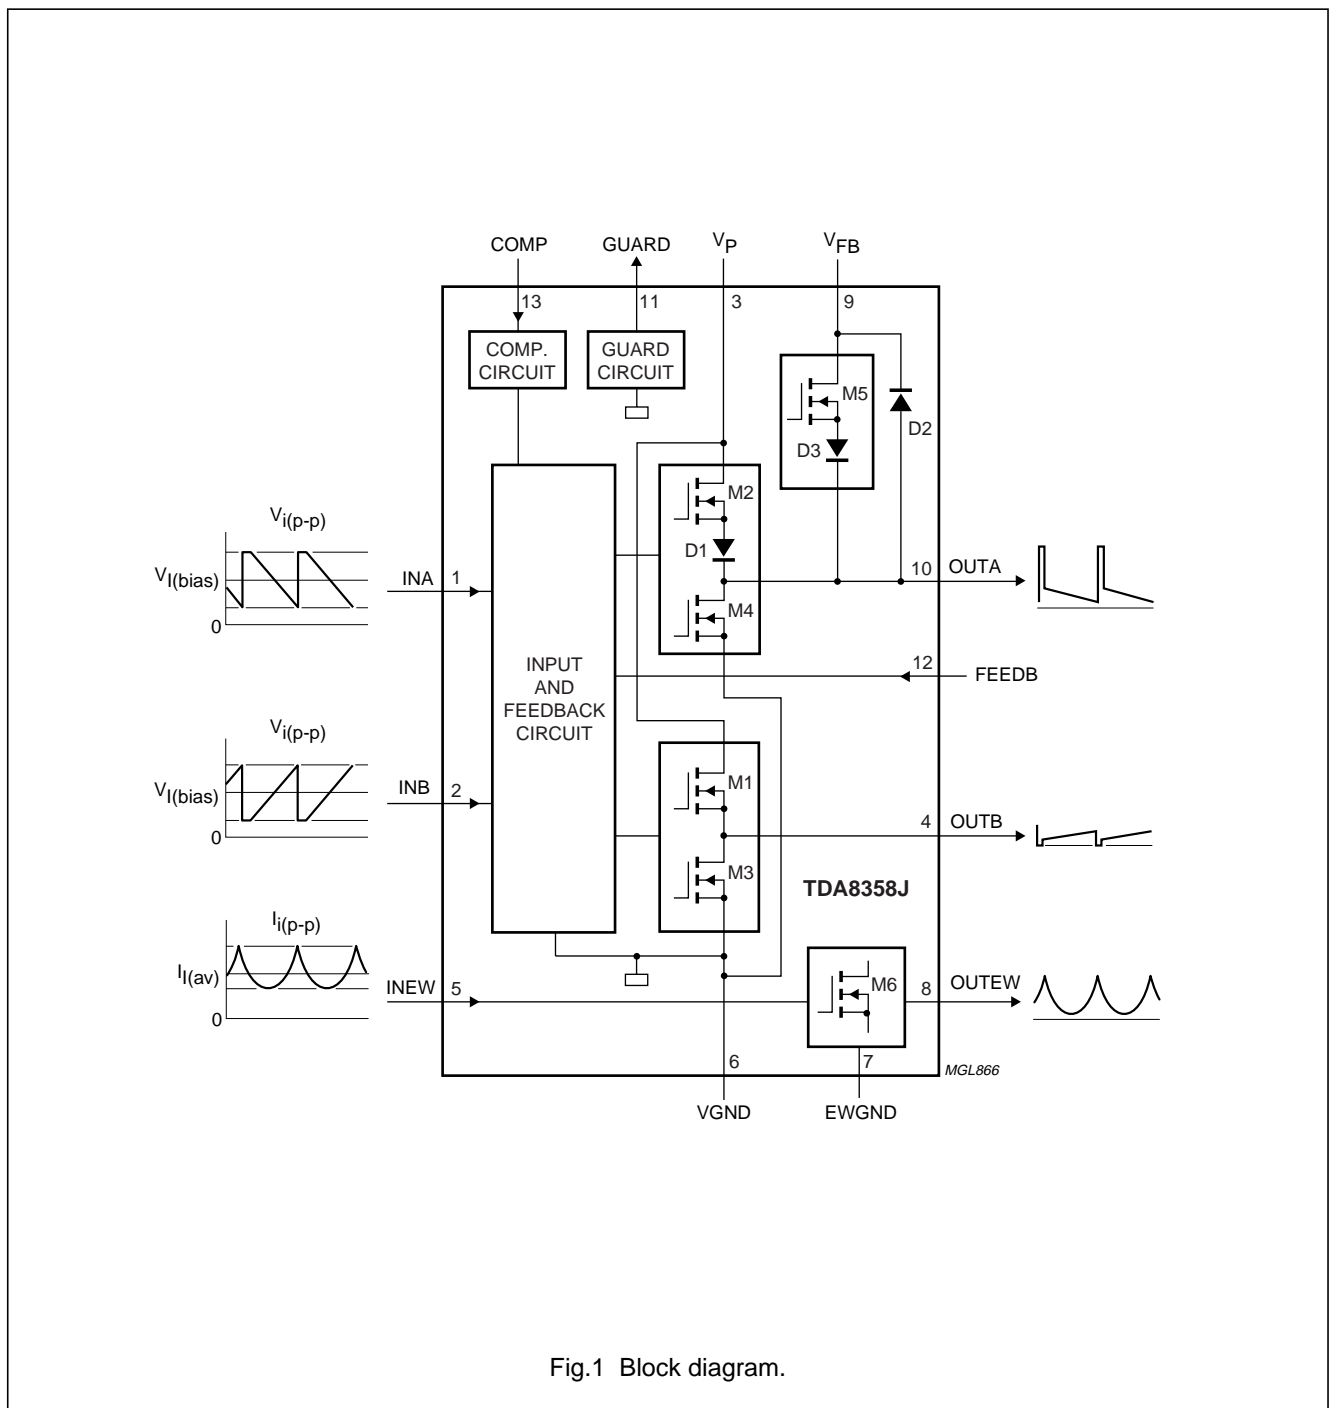 COMP GUARD VP VFB
13 11 3 9
COMP.
CIRCUIT
GUARD
CIRCUIT
M5
D2
D3
M2
D1
M4
Vi(p-p)
VI(bias)
0
INA 1
10 OUTA
INPUT
AND
FEEDBACK
CIRCUIT
12
FEEDB
Vi(p-p)
VI(bias)
0
INB 2
M1
4 OUTB
M3
TDA8358J
Ii(p-p)
II(av)
0
INEW 5
M6
8 OUTEW
6 7
MGL866
VGND EWGND
Fig.1 Block diagram.